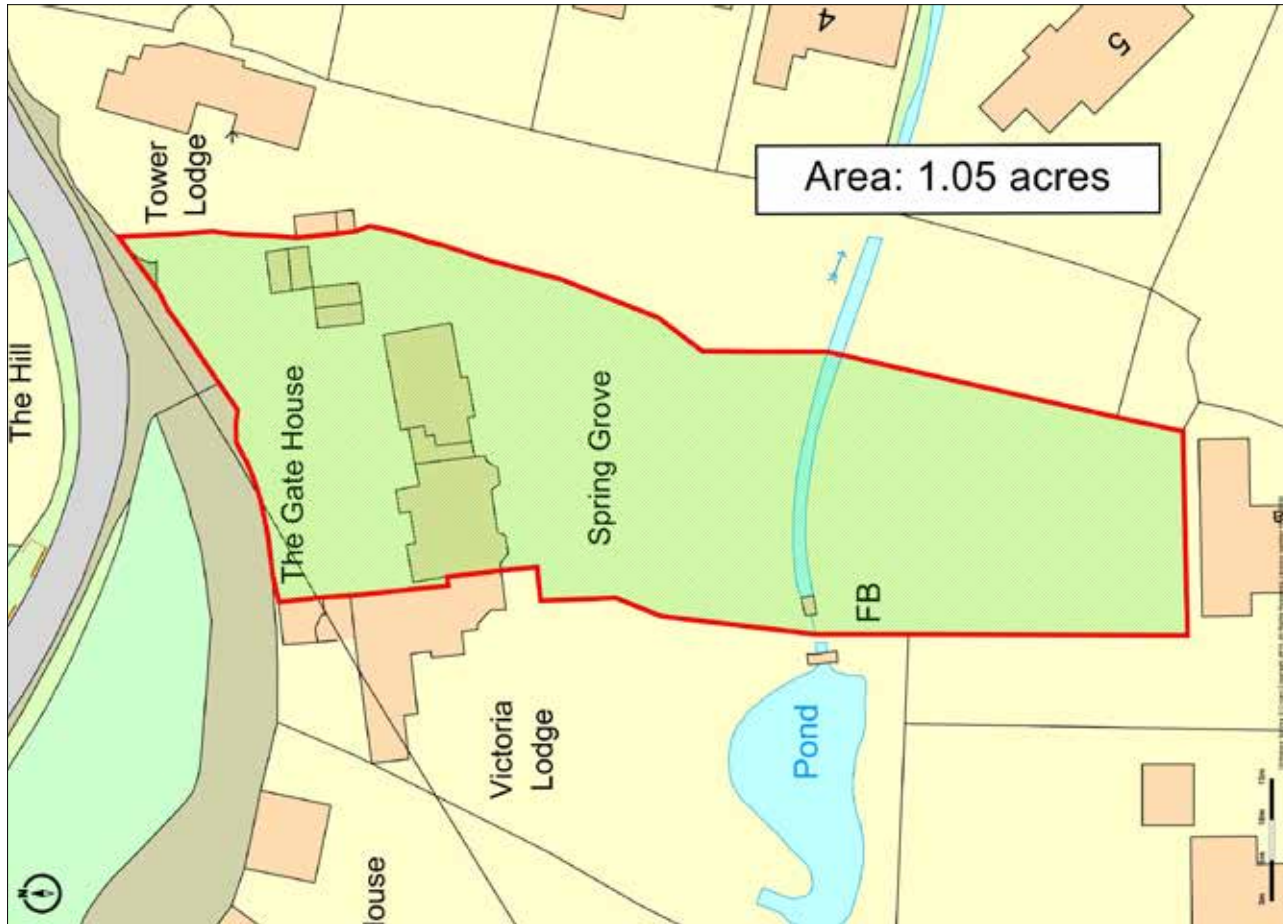 4
5
Tower
Lodge
Area: 1.05 acres
The Hill
The Gate House
Spring Grove
FB
Victoria
Lodge
Pond
House
N